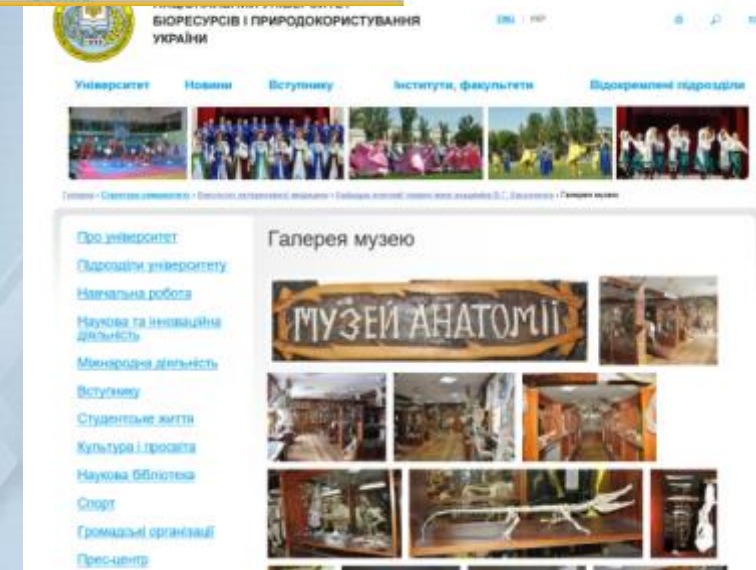 БІОРЕСУРСІВ І ПРИРОДОКОРИСТУВАННЯ
УКРАЇНИ
Університет Новини Вступнику Інститути, факультети Відокремлені підрозділи
Галерея музею
Про університет
Підрозділи університету
Навчальна робота
Наукова та інноваційна
діяльність
Міжнародна діяльність
Вступнику
Студентське життя
Культура і просвіта
Наукова бібліотека
Спорт
Громадські організації
Прес-центр
МУЗЕЙ АНАТОМІЇ